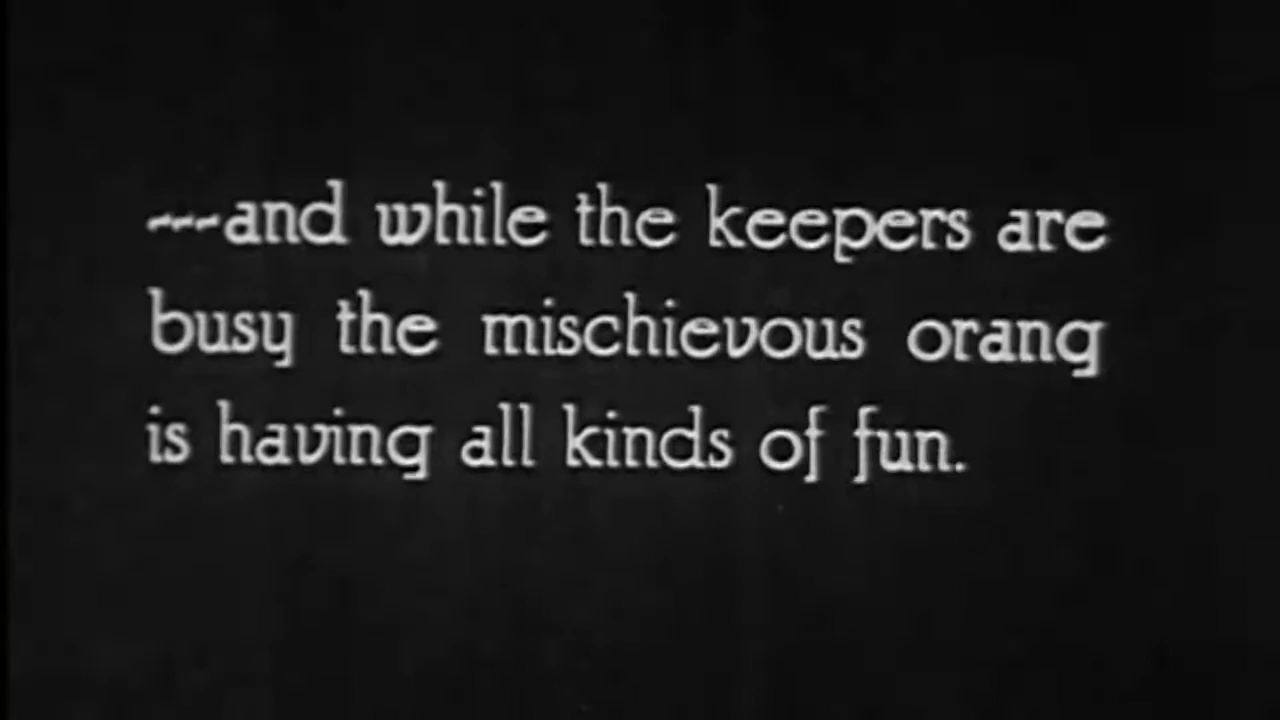 ---and while the keepers are
busy the mischievous orang
is having all kinds of fun.